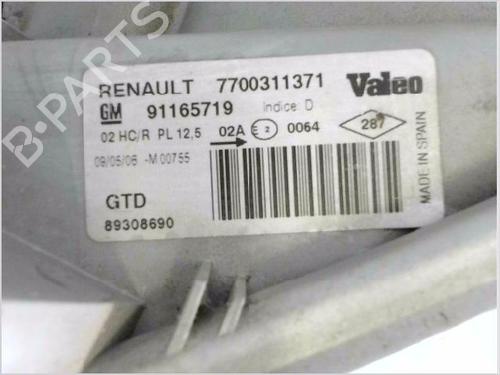 B-Parts
RENAULT 7700311371 Valeo
GM 91165719 Indice D
02 HC/R PL 12,5 02A E2 0064 287
09/05/06 -M 00755
GTD
89308690
MADE IN SPAIN
B-Parts